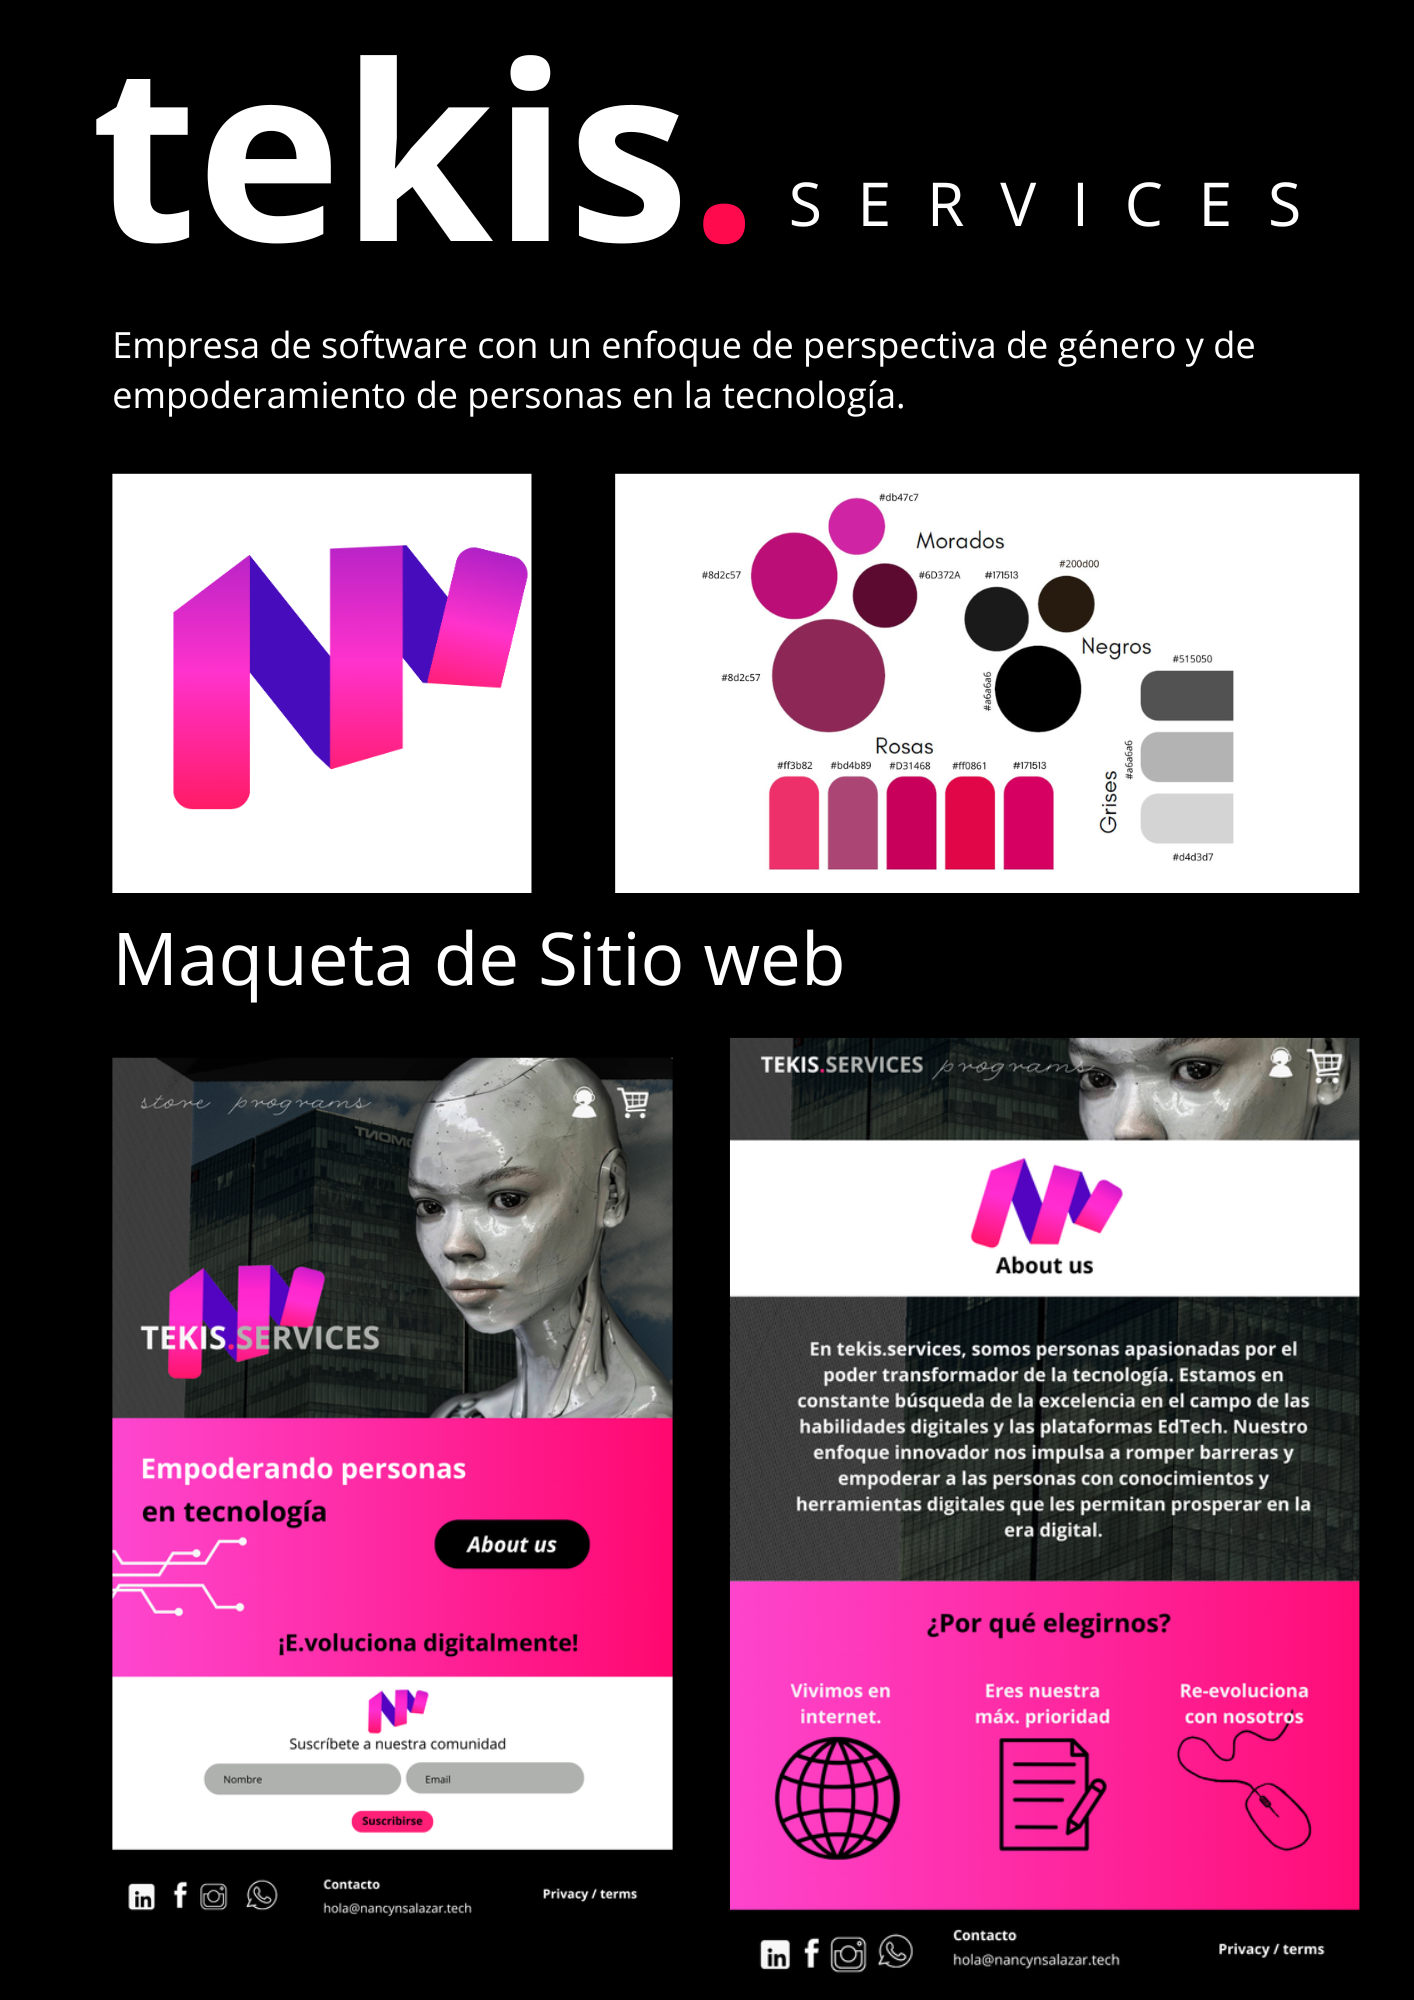 tekis. SERVICES
Empresa de software con un enfoque de perspectiva de género y de
empoderamiento de personas en la tecnología.
#db47c7
Morados
#8d2c57
#6D372A
#171513
#200d00
Negros
#8d2c57
#a6a6a6
#515050
Rosas
#ff3b82 #bd4b89 #D31468 #ff0861 #171513
#a6a6a6
Grises
#d4d3d7
Maqueta de Sitio web
store programs
TNOMO
TEKIS.SERVICES
Empoderando personas
en tecnología
About us
¡E.voluciona digitalmente!
Suscríbete a nuestra comunidad
Nombre
Email
Suscribirse
in f
Contacto
hola@nancynsalazar.tech
Privacy / terms
TEKIS.SERVICES programs
About us
En tekis.services, somos personas apasionadas por el
poder transformador de la tecnología. Estamos en
constante búsqueda de la excelencia en el campo de las
habilidades digitales y las plataformas EdTech. Nuestro
enfoque innovador nos impulsa a romper barreras y
empoderar a las personas con conocimientos y
herramientas digitales que les permitan prosperar en la
era digital.
¿Por qué elegirnos?
Vivimos en
internet.
Eres nuestra
máx. prioridad
Re-evoluciona
con nosotros
in f
Contacto
hola@nancynsalazar.tech
Privacy / terms